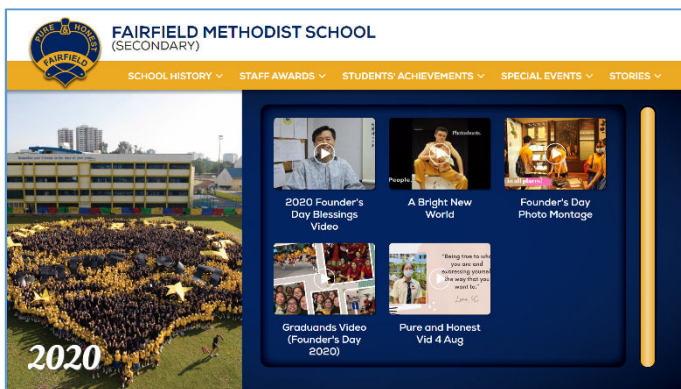 PURE & HONEST
FAIRFIELD
FAIRFIELD METHODIST SCHOOL
(SECONDARY)
SCHOOL HISTORY
STAFF AWARDS
STUDENTS' ACHIEVEMENTS
SPECIAL EVENTS
STORIES
2020
Photodacts.
People...
in all places!
2020 Founder's
Day Blessings
Video
A Bright New
World
Founder's Day
Photo Montage
"Being true to who
you are and
expressing yourself
the way that you
want to."
Graduands Video
(Founder's Day
2020)
Pure and Honest
Vid 4 Aug